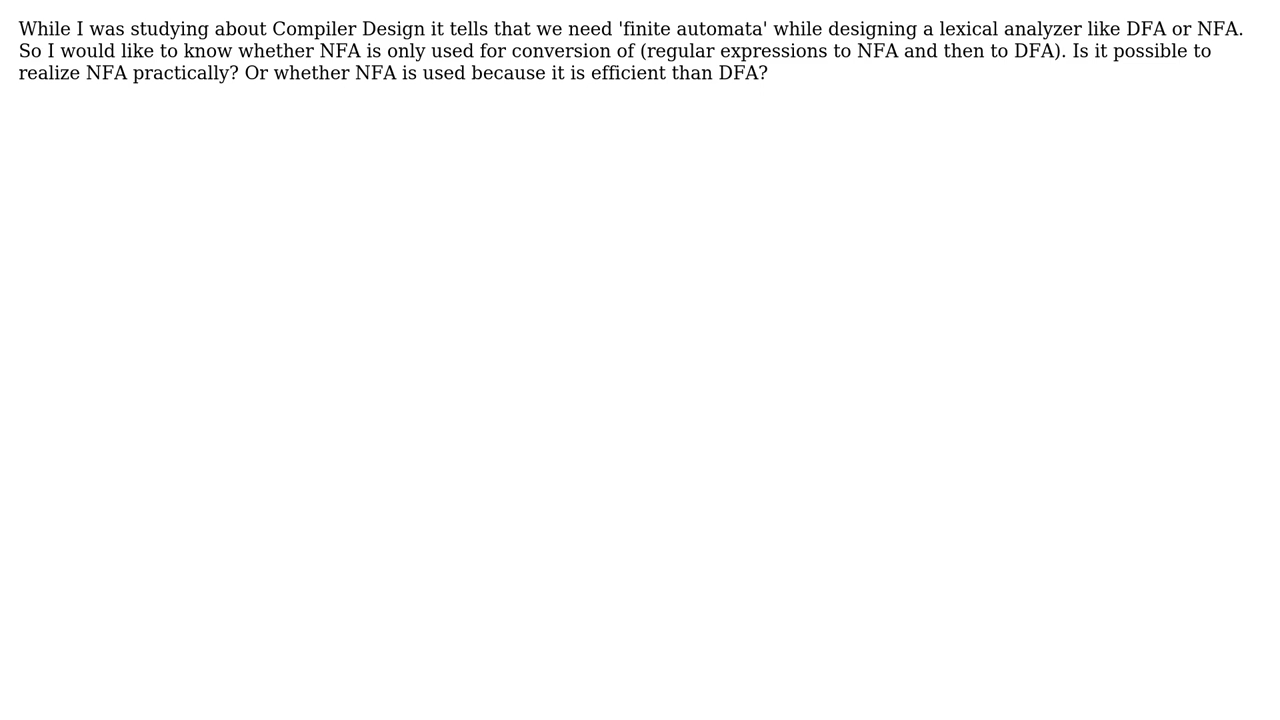 While I was studying about Compiler Design it tells that we need 'finite automata' while designing a lexical analyzer like DFA or NFA.
So I would like to know whether NFA is only used for conversion of (regular expressions to NFA and then to DFA). Is it possible to
realize NFA practically? Or whether NFA is used because it is efficient than DFA?